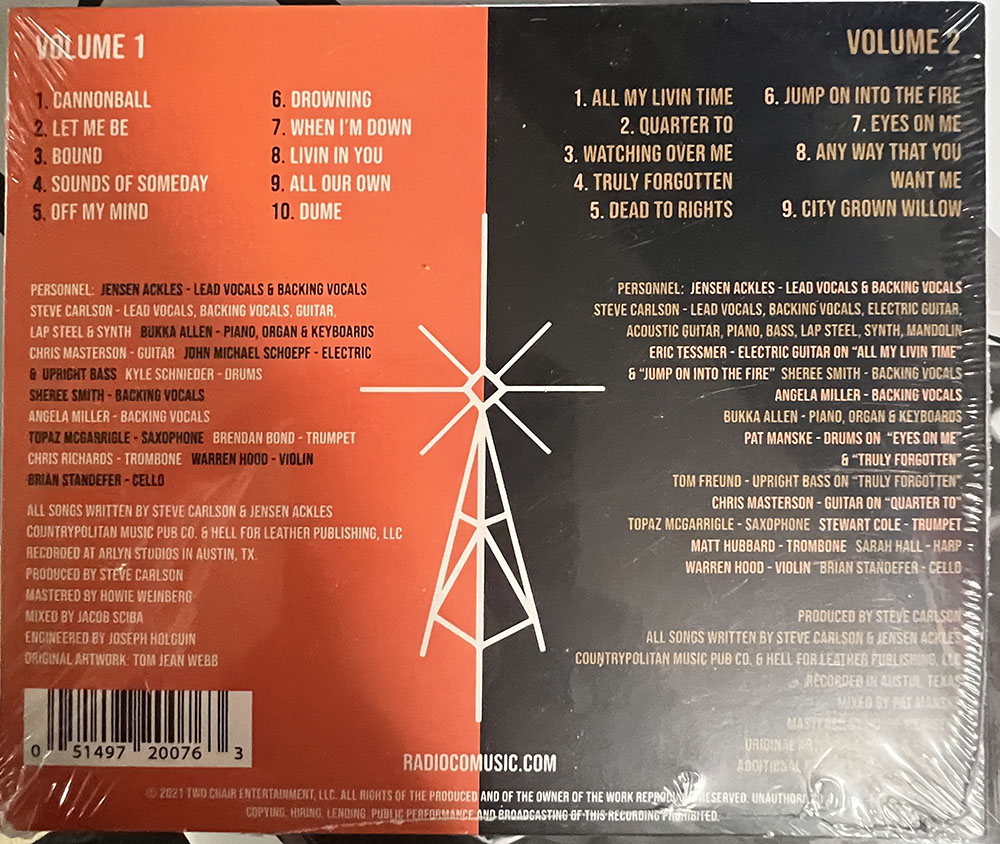 VOLUME 1
1. CANNONBALL
2. LET ME BE
3. BOUND
4. SOUNDS OF SOMEDAY
5. OFF MY MIND
6. DROWNING
7. WHEN I'M DOWN
8. LIVIN IN YOU
9. ALL OUR OWN
10. DUME
PERSONNEL: JENSEN ACKLES - LEAD VOCALS & BACKING VOCALS
STEVE CARLSON - LEAD VOCALS, BACKING VOCALS, GUITAR,
LAP STEEL & SYNTH BUKKA ALLEN - PIANO, ORGAN & KEYBOARDS
CHRIS MASTERSON - GUITAR JOHN MICHAEL SCHOEPF - ELECTRIC
& UPRIGHT BASS KYLE SCHNIEDER - DRUMS
SHEREE SMITH - BACKING VOCALS
ANGELA MILLER - BACKING VOCALS
TOPAZ MCGARRIGLE - SAXOPHONE BRENDAN BOND - TRUMPET
CHRIS RICHARDS - TROMBONE WARREN HOOD - VIOLIN
BRIAN STANDEFER - CELLO
ALL SONGS WRITTEN BY STEVE CARLSON & JENSEN ACKLES
COUNTRYPOLITAN MUSIC PUB CO. & HELL FOR LEATHER PUBLISHING, LLC
RECORDED AT ARLYN STUDIOS IN AUSTIN, TX.
PRODUCED BY STEVE CARLSON
MASTERED BY HOWIE WEINBERG
MIXED BY JACOB SCIBA
ENGINEERED BY JOSEPH HOLGUIN
ORIGINAL ARTWORK: TOM JEAN WEBB
0 51497 20076 3
VOLUME 2
1. ALL MY LIVIN TIME
2. QUARTER TO
3. WATCHING OVER ME
4. TRULY FORGOTTEN
5. DEAD TO RIGHTS
6. JUMP ON INTO THE FIRE
7. EYES ON ME
8. ANY WAY THAT YOU
WANT ME
9. CITY GROWN WILLOW
PERSONNEL: JENSEN ACKLES - LEAD VOCALS & BACKING VOCALS
STEVE CARLSON - LEAD VOCALS, BACKING VOCALS, ELECTRIC GUITAR,
ACOUSTIC GUITAR, PIANO, BASS, LAP STEEL, SYNTH, MANDOLIN
ERIC TESSMER - ELECTRIC GUITAR ON "ALL MY LIVIN TIME"
& "JUMP ON INTO THE FIRE" SHEREE SMITH - BACKING VOCALS
ANGELA MILLER - BACKING VOCALS
BUKKA ALLEN - PIANO, ORGAN & KEYBOARDS
PAT MANSKE - DRUMS ON "EYES ON ME"
& "TRULY FORGOTTEN"
TOM FREUND - UPRIGHT BASS ON "TRULY FORGOTTEN"
CHRIS MASTERSON - GUITAR ON "QUARTER TO"
TOPAZ MCGARRIGLE - SAXOPHONE STEWART COLE - TRUMPET
MATT HUBBARD - TROMBONE SARAH HALL - HARP
WARREN HOOD - VIOLIN BRIAN STANDEFER - CELLO
PRODUCED BY STEVE CARLSON
ALL SONGS WRITTEN BY STEVE CARLSON & JENSEN ACKLES
COUNTRYPOLITAN MUSIC PUB CO. & HELL FOR LEATHER PUBLISHING, LLC
RECORDED IN AUSTIN, TEXAS
MIXED BY PAT MANSKE
ORIGINAL
RADIOCOMUSIC.COM
© 2021 TWO CHAIR ENTERTAINMENT, LLC. ALL RIGHTS OF THE PRODUCED AND OF THE OWNER OF THE WORK REPRODUCED RESERVED.
COPYING, HIRING, LENDING, PUBLIC PERFORMANCE AND BROADCASTING OF THIS RECORDING PROHIBITED.